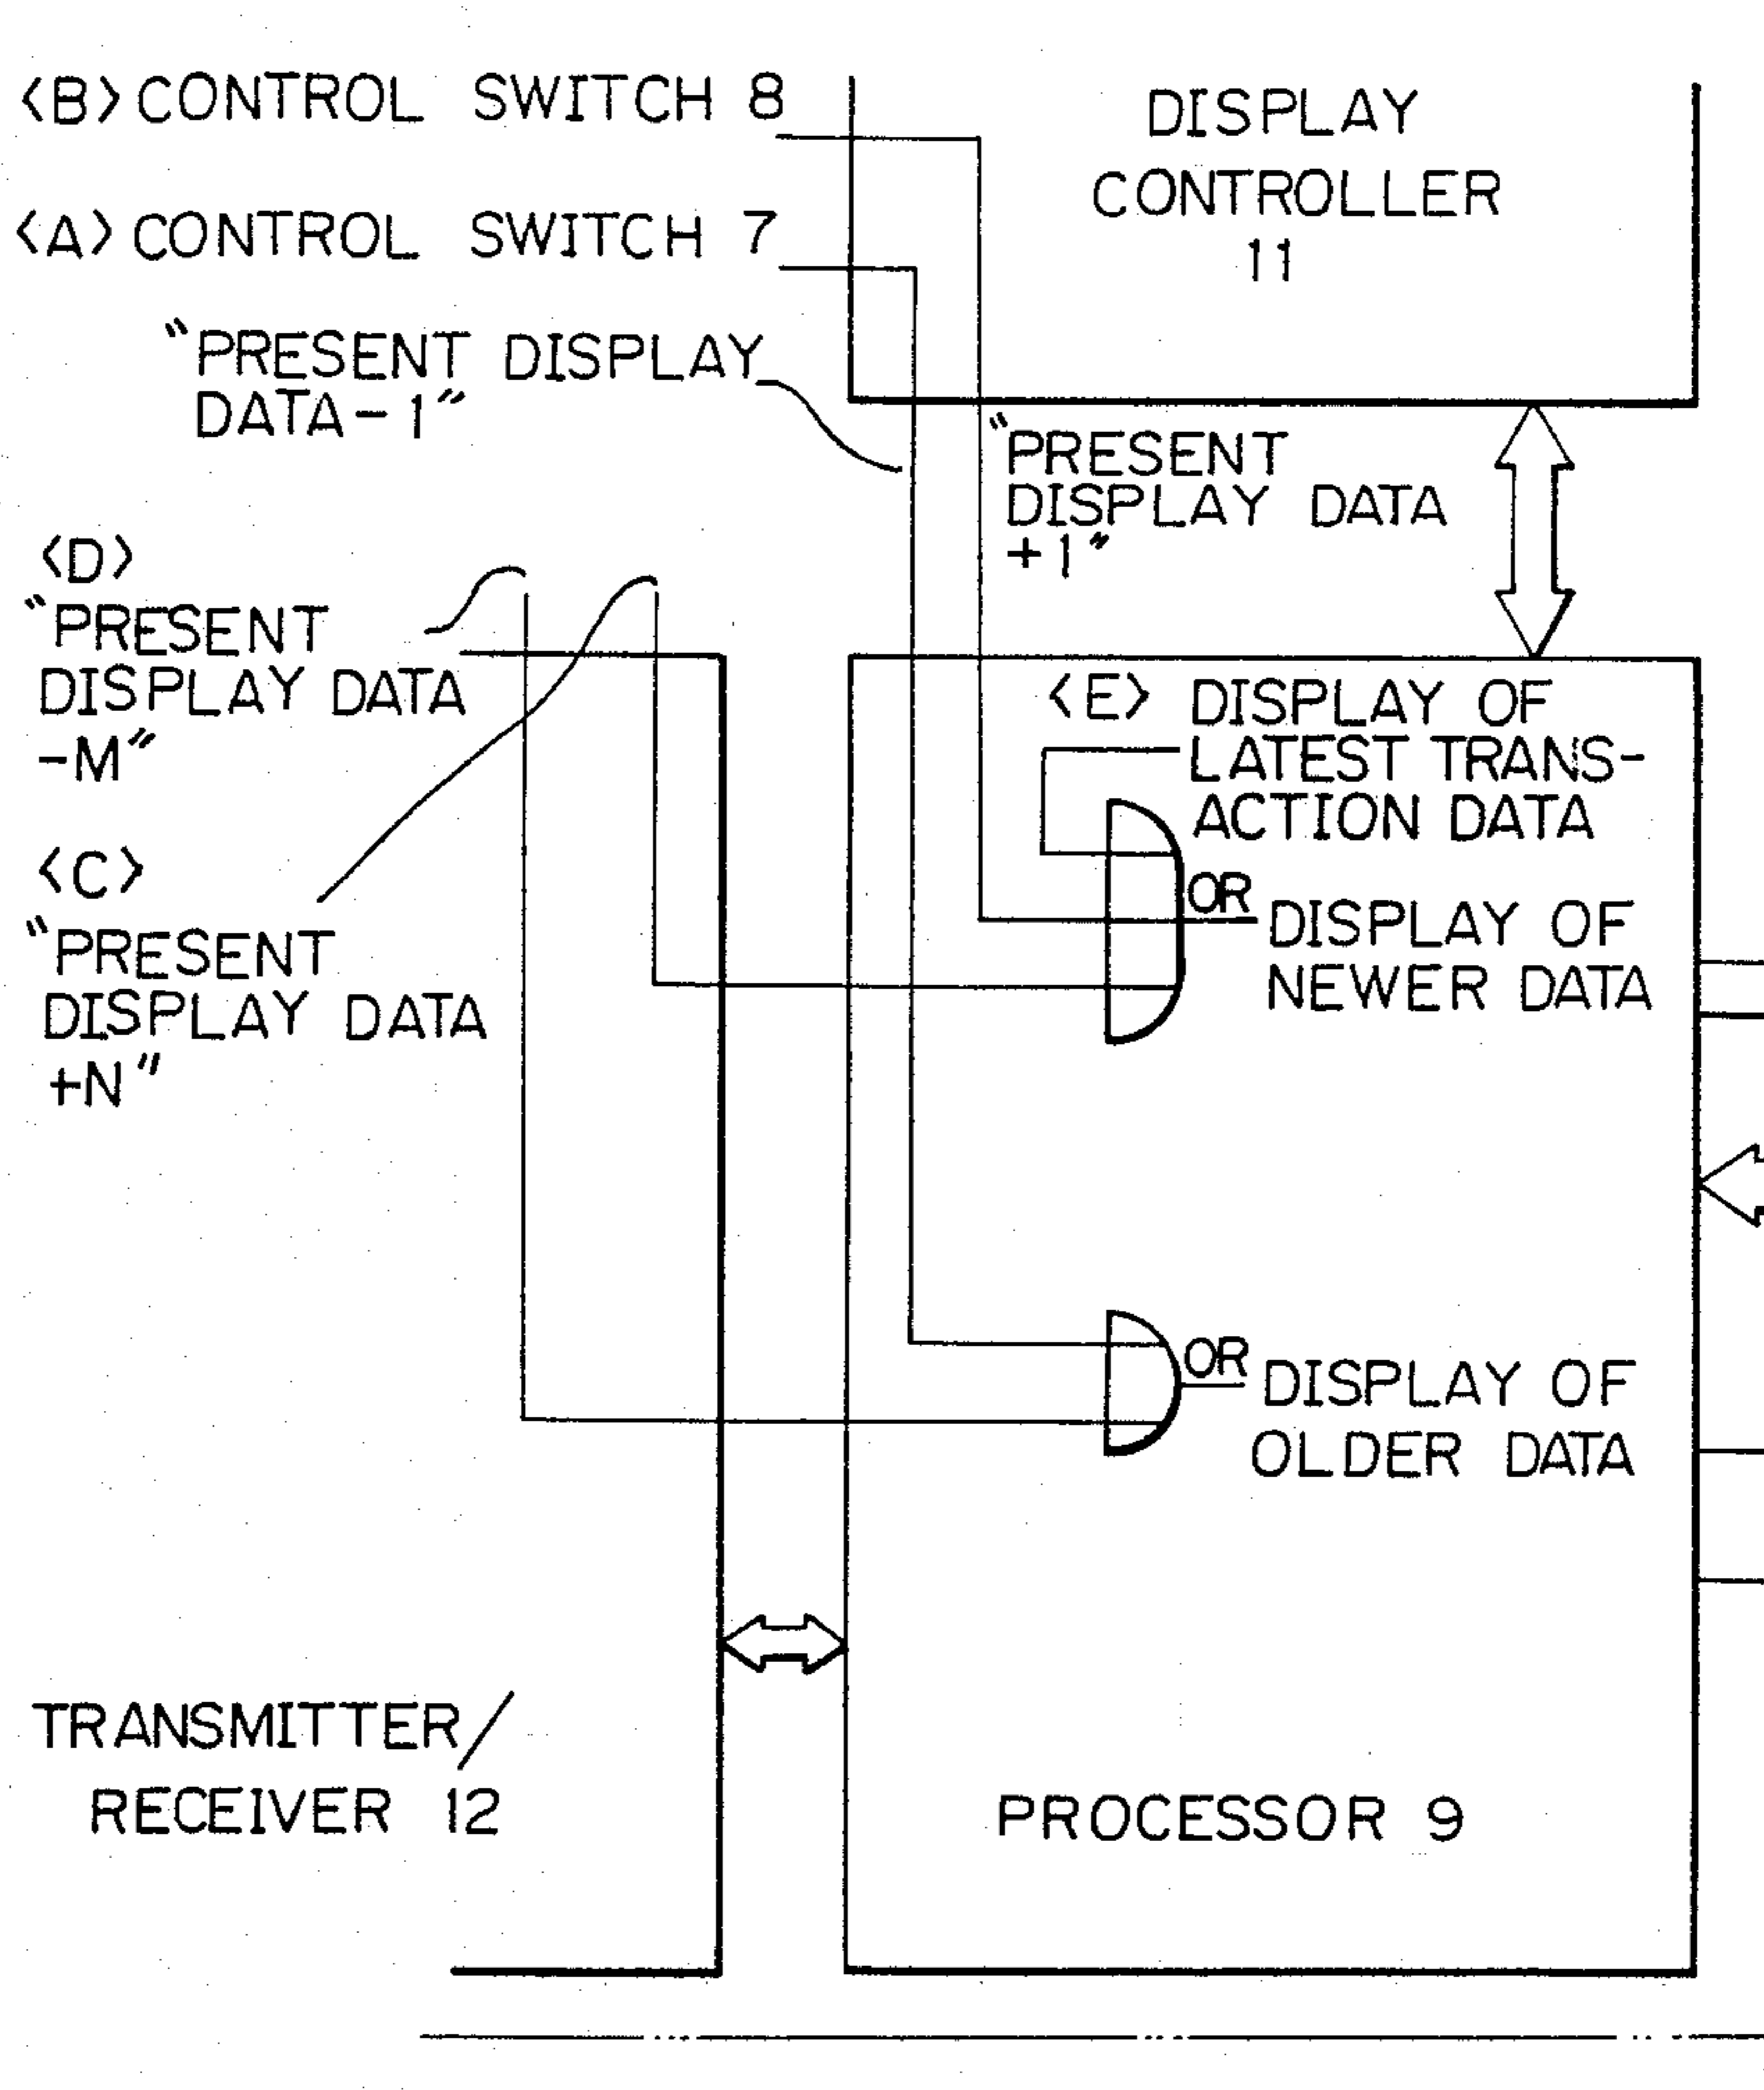 <B> CONTROL SWITCH 8
<A> CONTROL SWITCH 7
"PRESENT DISPLAY
DATA-1"
DISPLAY
CONTROLLER
11
"PRESENT
DISPLAY DATA
+1"
<D>
"PRESENT
DISPLAY DATA
-M"
<C>
"PRESENT
DISPLAY DATA
+N"
<E> DISPLAY OF
LATEST TRANS-
ACTION DATA
OR
DISPLAY OF
NEWER DATA
OR
DISPLAY OF
OLDER DATA
TRANSMITTER/
RECEIVER 12
PROCESSOR 9